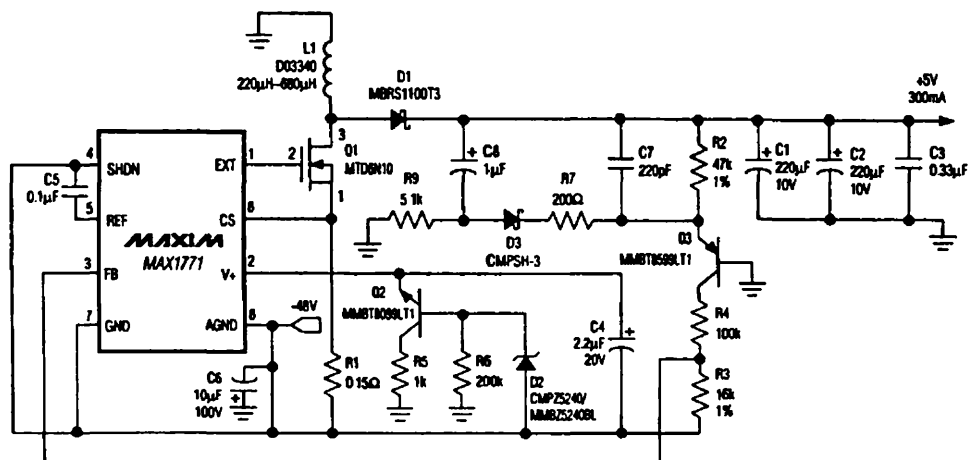 L1
D03340
220µH–680µH
D1
MBRS1100T3
+5V
300mA
3
Q1
MTD6N10
2
1
4
SHDN
EXT
1
C5
0.1µF
5
REF
CS
8
MAXIM
MAX1771
3
FB
V+
2
7
GND
AGND
6
-48V
C6
10µF
100V
R9
5.1k
C8
1µF
D3
CMPSH-3
R7
200Ω
C7
220pF
R2
47k
1%
C1
220µF
10V
C2
220µF
10V
C3
0.33µF
Q3
MMBT8599LT1
Q2
MMBT8099LT1
R1
0.15Ω
R5
1k
R6
200k
D2
CMPZ5240/
MMBZ5240BL
C4
2.2µF
20V
R4
100k
R3
16k
1%